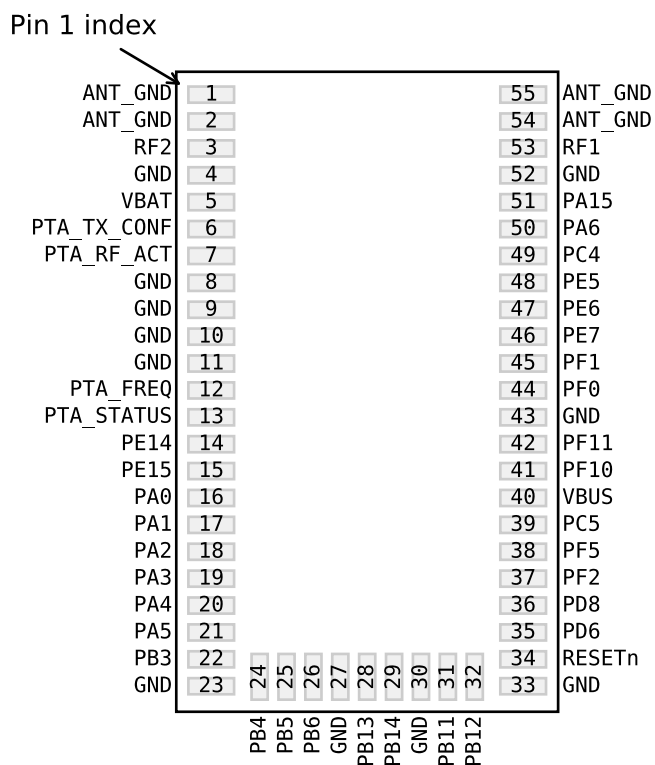 Pin 1 index
ANT_GND 1 55 ANT_GND
ANT_GND 2 54 ANT_GND
RF2 3 53 RF1
GND 4 52 GND
VBAT 5 51 PA15
PTA_TX_CONF 6 50 PA6
PTA_RF_ACT 7 49 PC4
GND 8 48 PE5
GND 9 47 PE6
GND 10 46 PE7
GND 11 45 PF1
PTA_FREQ 12 44 PF0
PTA_STATUS 13 43 GND
PE14 14 42 PF11
PE15 15 41 PF10
PA0 16 40 VBUS
PA1 17 39 PC5
PA2 18 38 PF5
PA3 19 37 PF2
PA4 20 36 PD8
PA5 21 35 PD6
PB3 22 34 RESETn
GND 23 33 GND
24 25 26 27 28 29 30 31 32
PB4 PB5 PB6 GND PB13 PB14 GND PB11 PB12